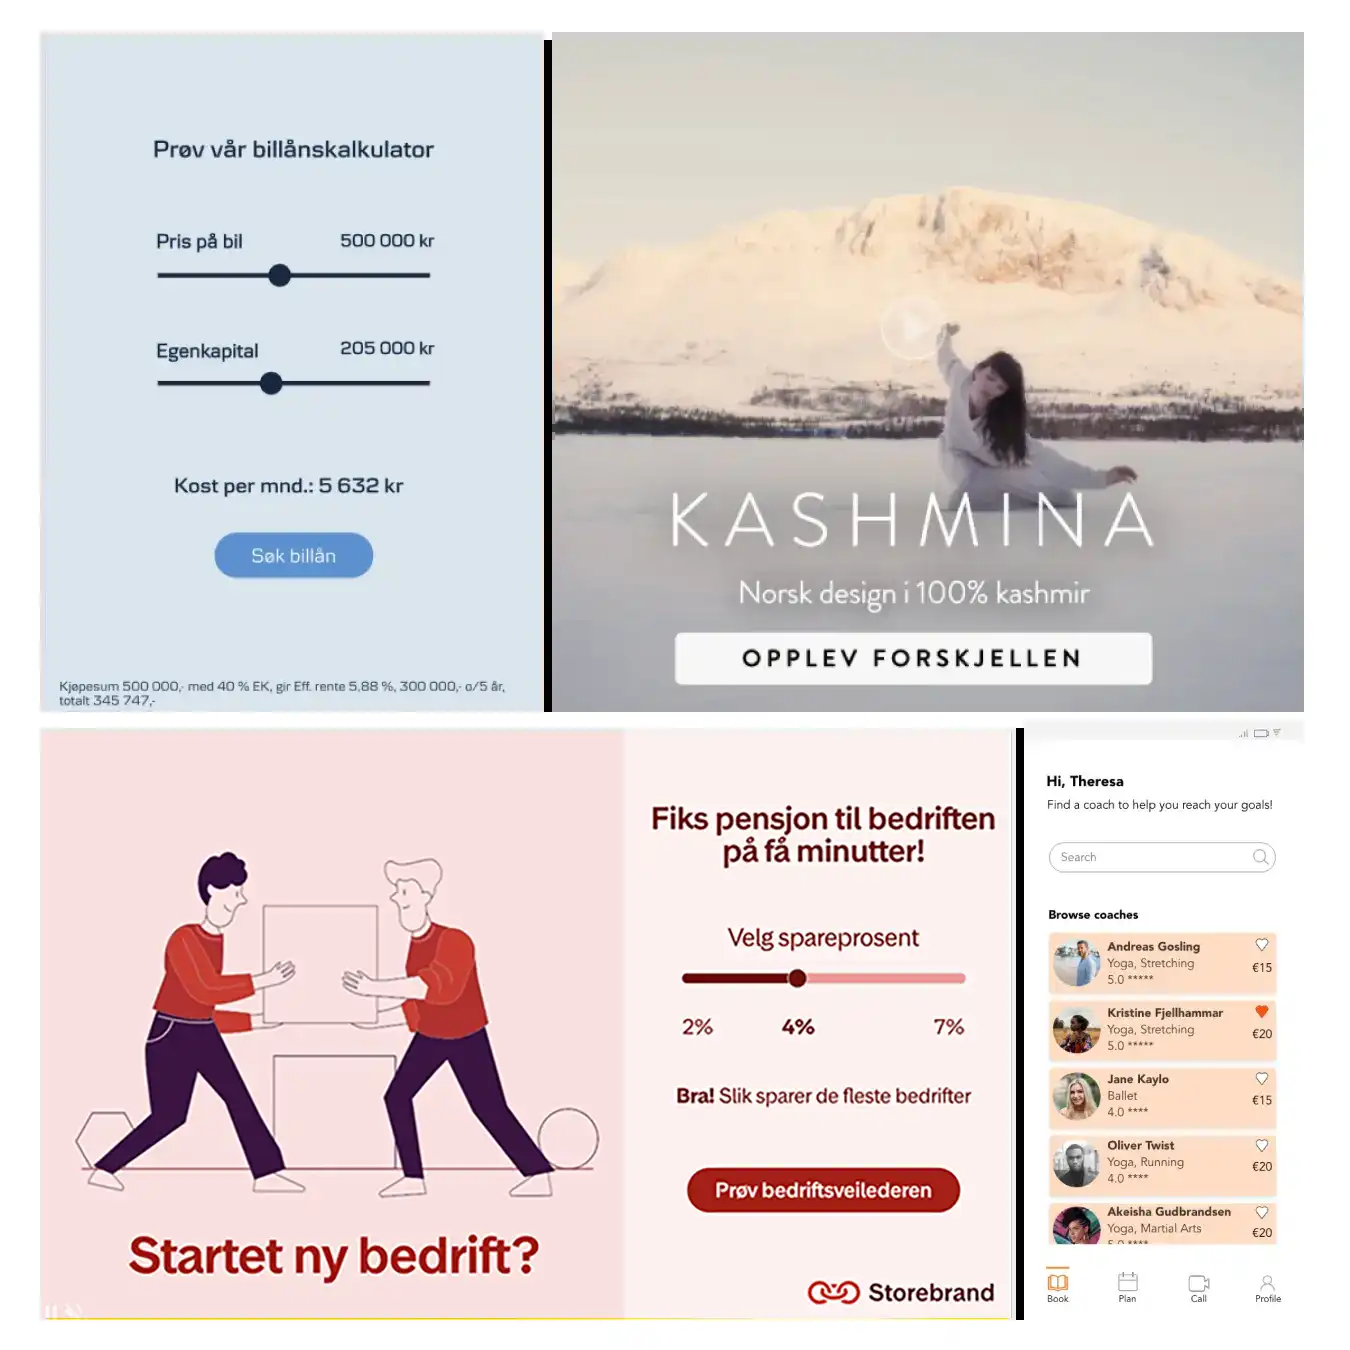 Prøv vår billånskalkulator
Pris på bil 500 000 kr
Egenkapital 205 000 kr
Kost per mnd.: 5 632 kr
Søk billån
Kjøpesum 500 000,- med 40 % EK, gir Eff. rente 5,88 %, 300 000,- o/5 år,
totalt 345 747,-
KASHMINA
Norsk design i 100% kashmir
OPPLEV FORSKJELLEN
Startet ny bedrift?
Fiks pensjon til bedriften
på få minutter!
Velg spareprosent
2% 4% 7%
Bra! Slik sparer de fleste bedrifter
Prøv bedriftsveilederen
Storebrand
Hi, Theresa
Find a coach to help you reach your goals!
Search
Browse coaches
Andreas Gosling
Yoga, Stretching
€15
5.0 *****
Kristine Fjellhammar
Yoga, Stretching
€20
5.0 *****
Jane Kaylo
Ballet
€15
4.0 ****
Oliver Twist
Yoga, Running
€20
4.0 ****
Akeisha Gudbrandsen
Yoga, Martial Arts
€20
5.0 ****
Book Plan Call Profile